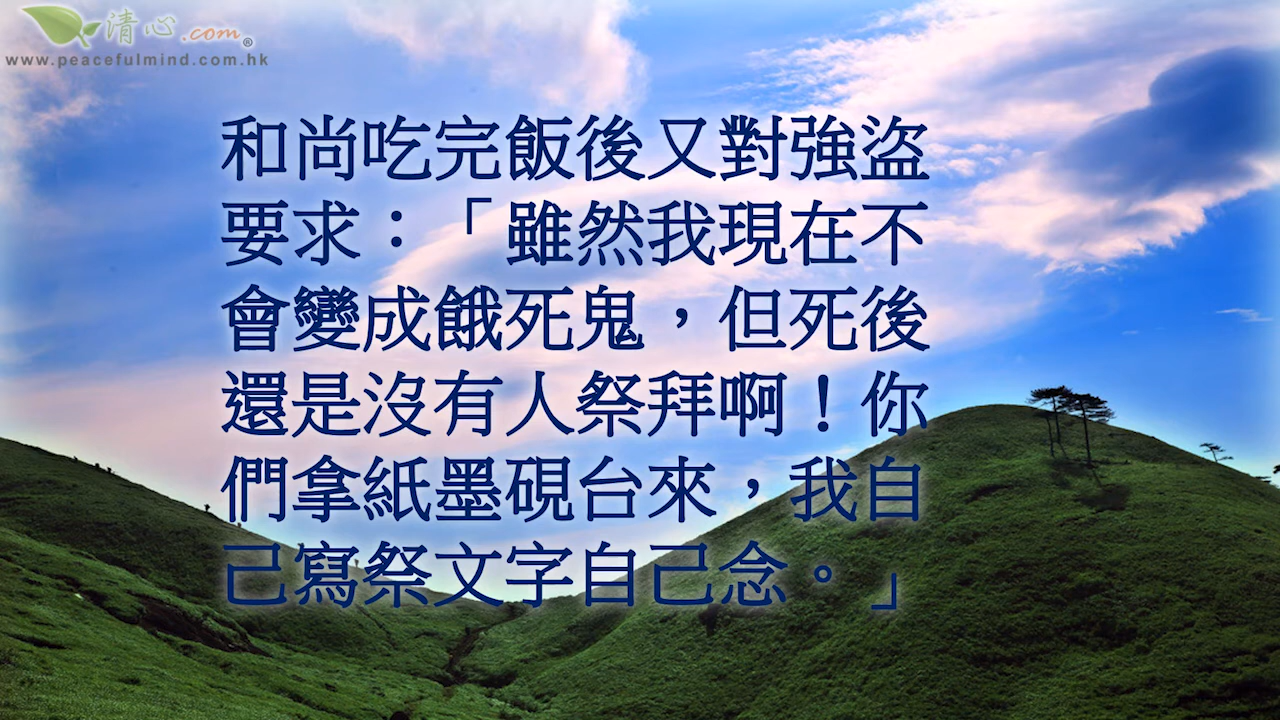 清心.com®
www.peacefulmind.com.hk
和尚吃完飯後又對強盜
要求：「雖然我現在不
會變成餓死鬼，但死後
還是沒有人祭拜啊！你
們拿紙墨硯台來，我自
己寫祭文字自己念。」